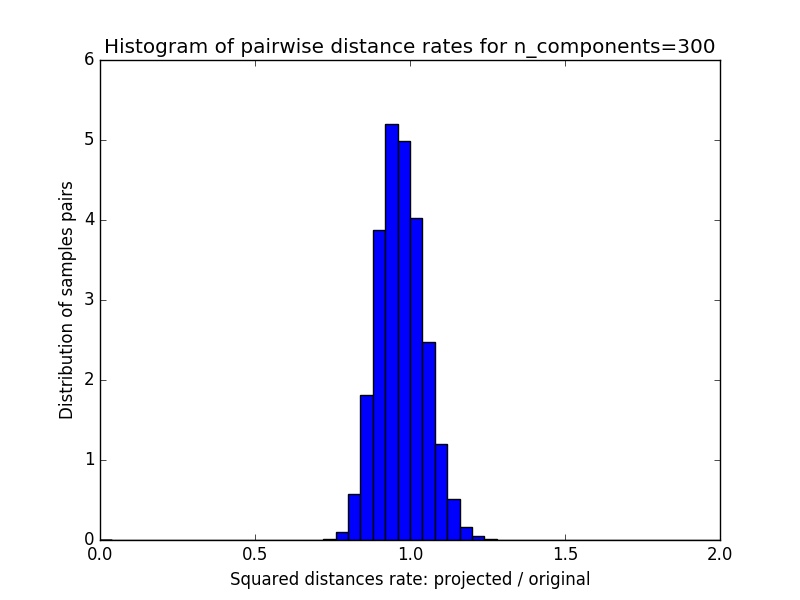 Histogram of pairwise distance rates for n_components=300
6
5
4
3
2
1
0
Distribution of samples pairs
0.0 0.5 1.0 1.5 2.0
Squared distances rate: projected / original